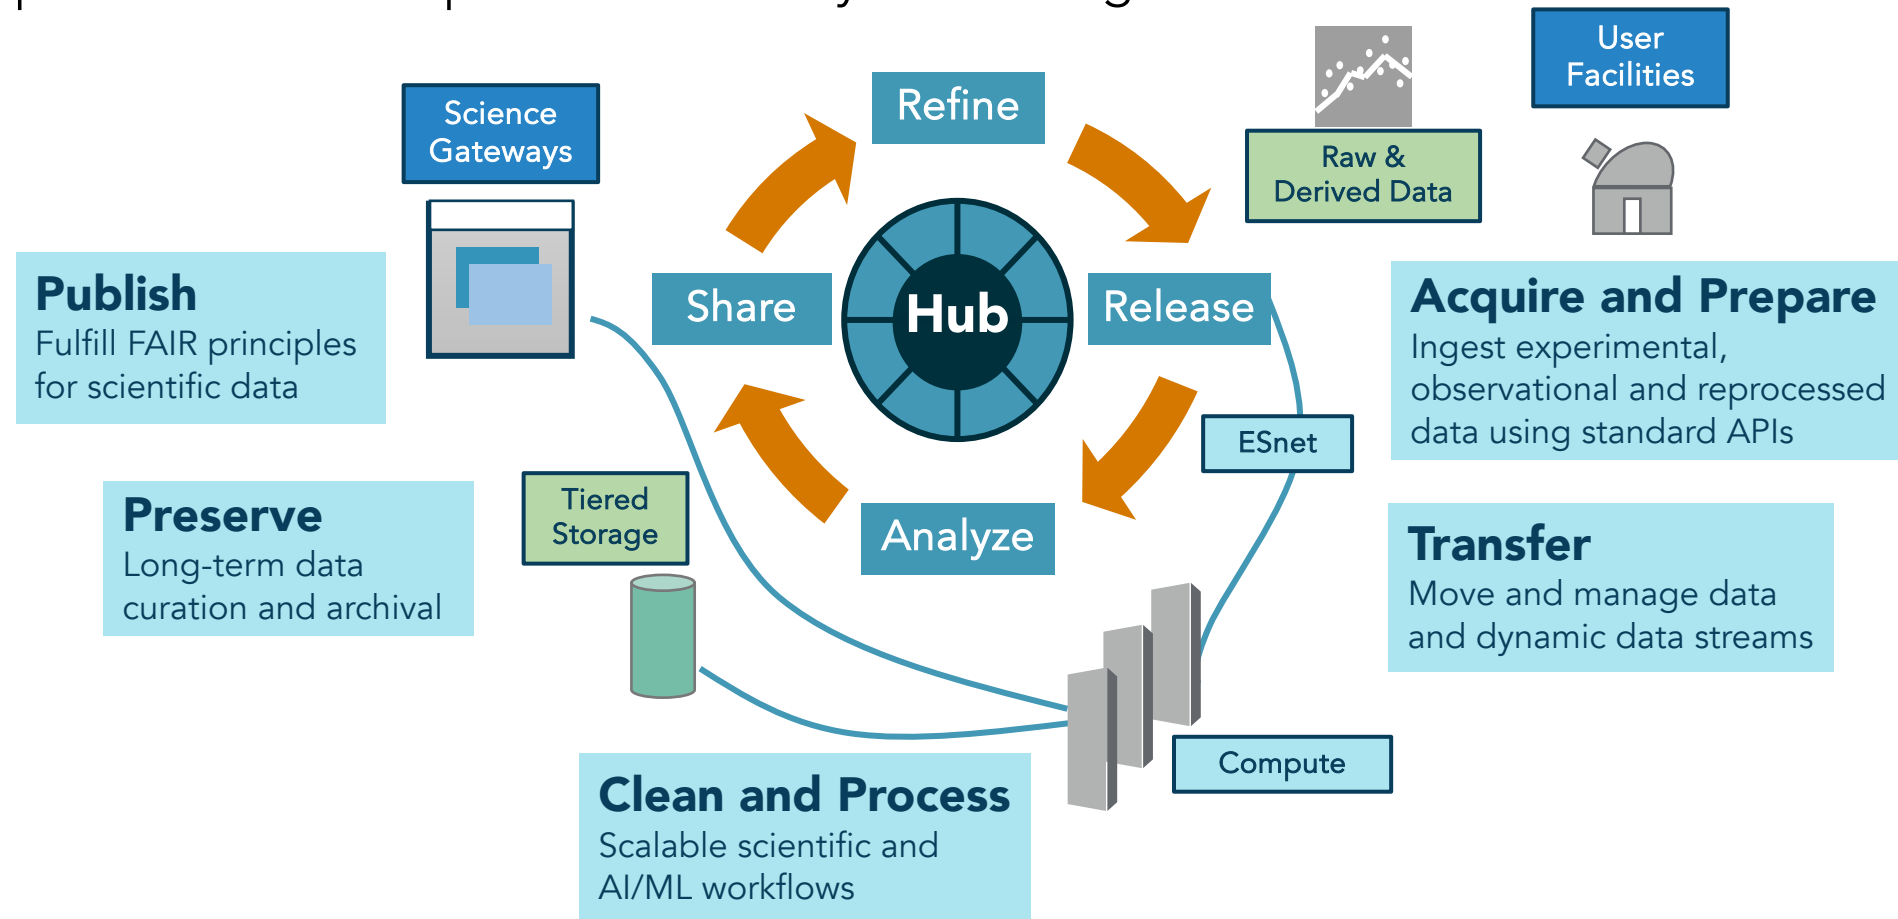 User
Facilities
Science
Gateways
Refine
Raw &
Derived Data
Publish
Fulfill FAIR principles
for scientific data
Share
Hub
Release
Acquire and Prepare
Ingest experimental,
observational and reprocessed
data using standard APIs
ESnet
Tiered
Storage
Preserve
Long-term data
curation and archival
Analyze
Transfer
Move and manage data
and dynamic data streams
Compute
Clean and Process
Scalable scientific and
AI/ML workflows